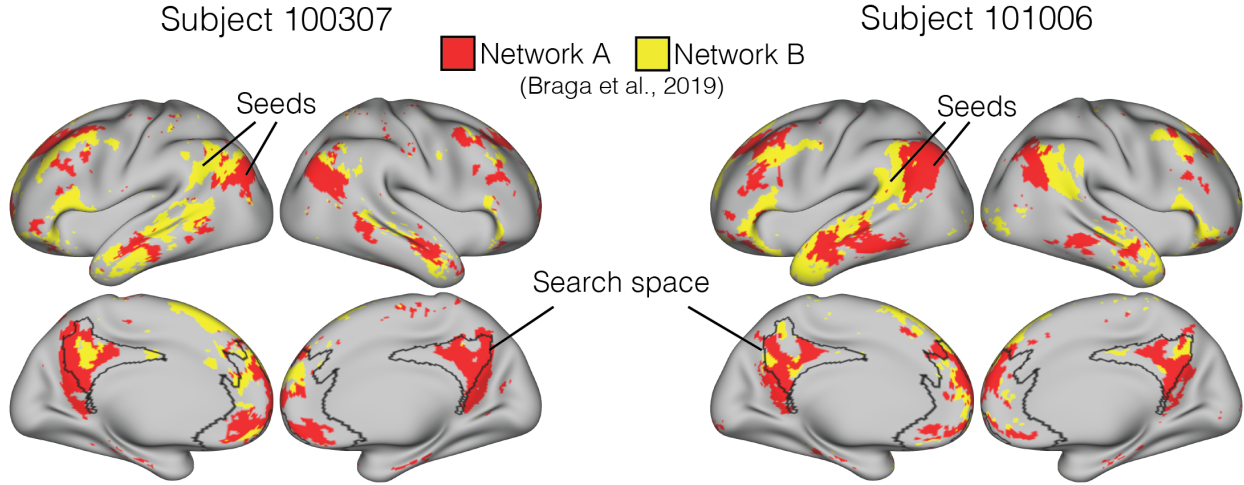 Subject 100307
Subject 101006
Network A
Network B
(Braga et al., 2019)
Seeds
Seeds
Search space